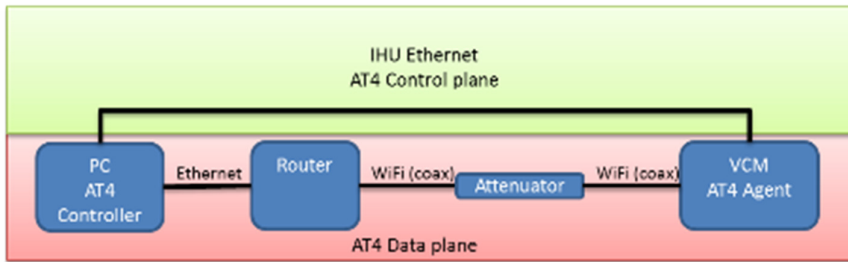 IHU Ethernet
AT4 Control plane
PC
AT4
Controller
Ethernet
Router
WiFi (coax)
Attenuator
WiFi (coax)
VCM
AT4 Agent
AT4 Data plane